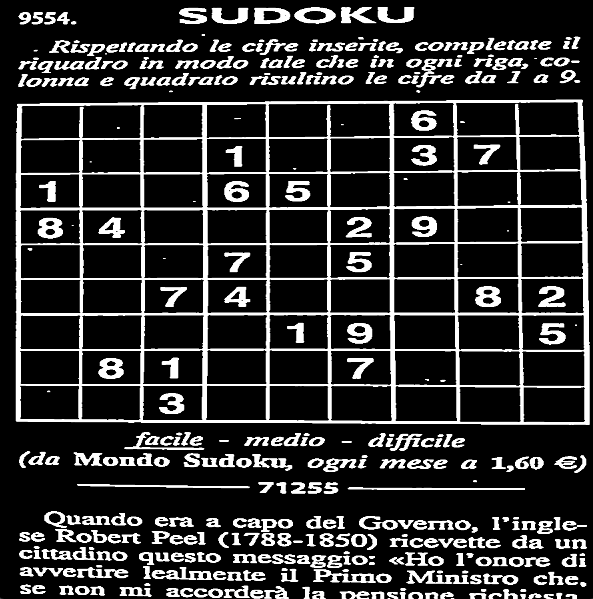 9554. SUDOKU
Rispettando le cifre inserite, completate il
riquadro in modo tale che in ogni riga, co-
lonna e quadrato risultino le cifre da 1 a 9.
6
1 3 7
1 6 5
8 4 2 9
7 5
7 4 8 2
1 9 5
8 1 7
3
facile - medio - difficile
(da Mondo Sudoku, ogni mese a 1,60 €)
71255
Quando era a capo del Governo, l'ingle-
se Robert Peel (1788-1850) ricevette da un
cittadino questo messaggio: «Ho l'onore di
avvertire lealmente il Primo Ministro che,
se non mi accorderà la pensione richiesta,